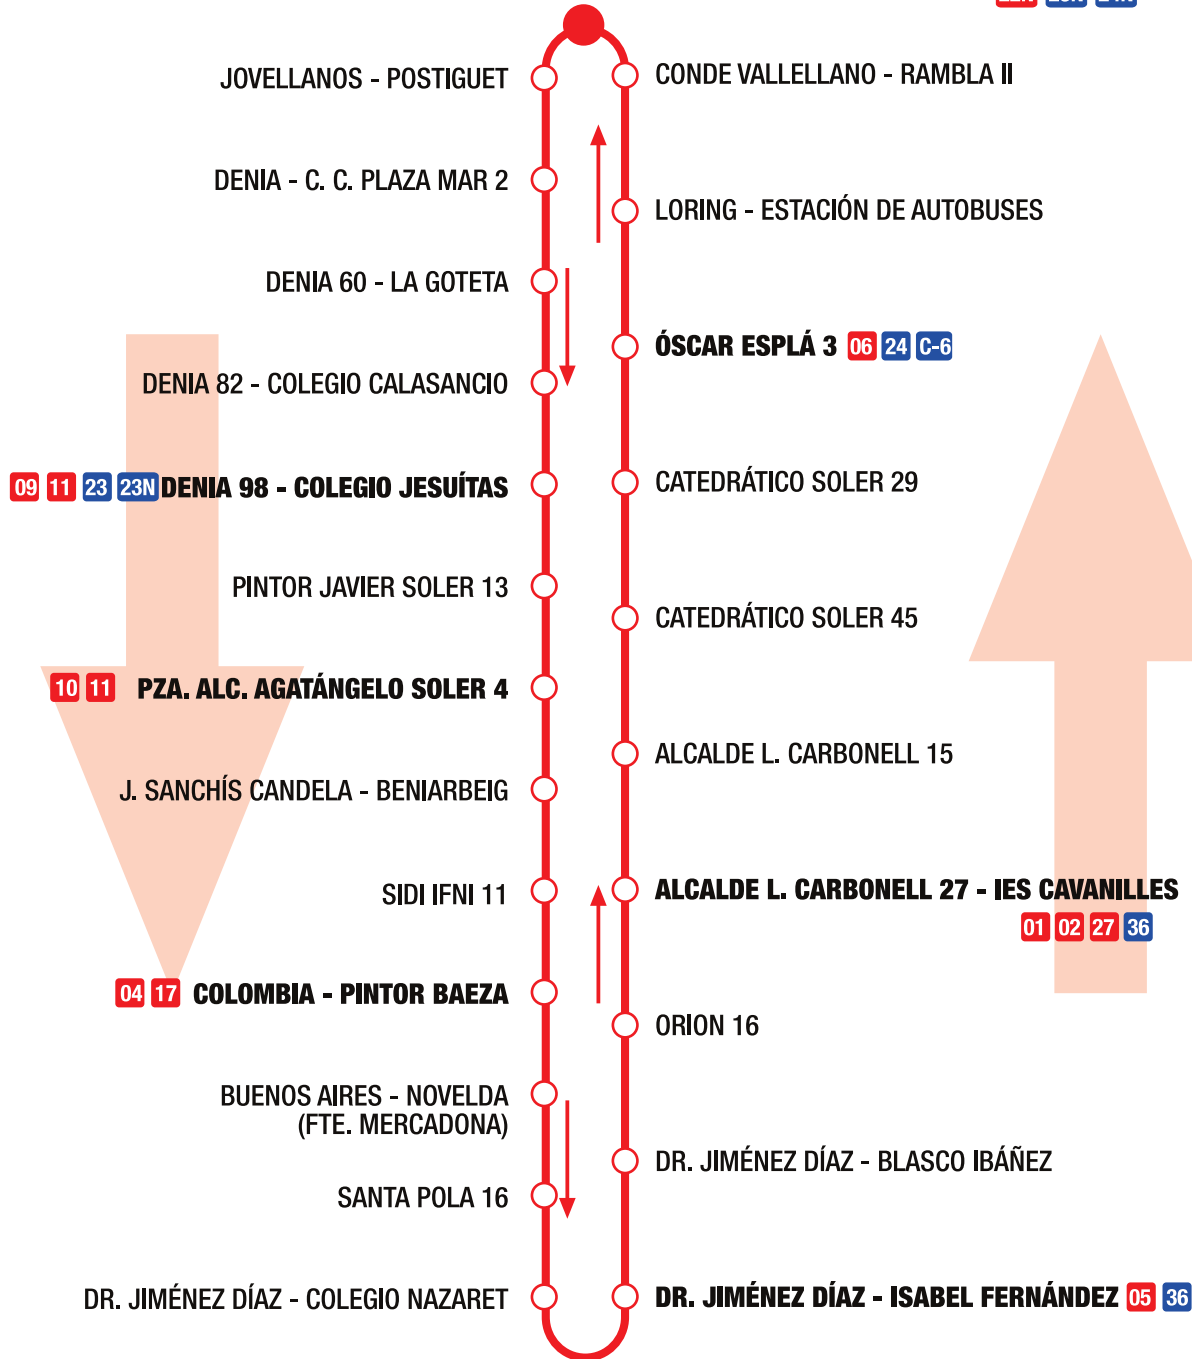 JOVELLANOS - POSTIGUET
DENIA - C. C. PLAZA MAR 2
DENIA 60 - LA GOTETA
DENIA 82 - COLEGIO CALASANCIO
09 11 23 23N DENIA 98 - COLEGIO JESUÍTAS
PINTOR JAVIER SOLER 13
10 11 PZA. ALC. AGATÁNGELO SOLER 4
J. SANCHÍS CANDELA - BENIARBEIG
SIDI IFNI 11
04 17 COLOMBIA - PINTOR BAEZA
BUENOS AIRES - NOVELDA
(FTE. MERCADONA)
SANTA POLA 16
DR. JIMÉNEZ DÍAZ - COLEGIO NAZARET
CONDE VALLELLANO - RAMBLA II
LORING - ESTACIÓN DE AUTOBUSES
ÓSCAR ESPLÁ 3 06 24 C-6
CATEDRÁTICO SOLER 29
CATEDRÁTICO SOLER 45
ALCALDE L. CARBONELL 15
ALCALDE L. CARBONELL 27 - IES CAVANILLES
01 02 27 36
ORION 16
DR. JIMÉNEZ DÍAZ - BLASCO IBÁÑEZ
DR. JIMÉNEZ DÍAZ - ISABEL FERNÁNDEZ 05 36